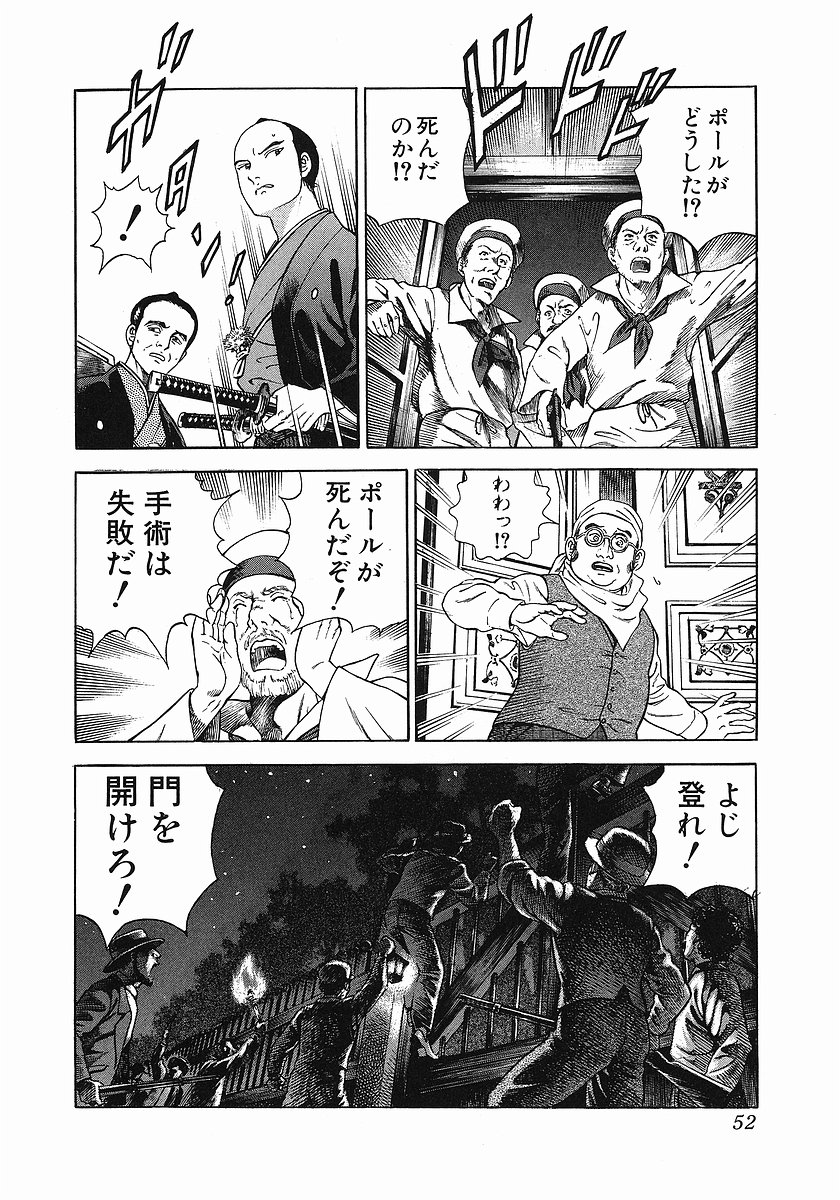 ポールが
どうした!?
ドドド
死んだ
のか!?
ガ
！
わわっ!?
ポールが
死んだぞ！
手術は
失敗だ！
よじ
登れ！
門を
開けろ！
52